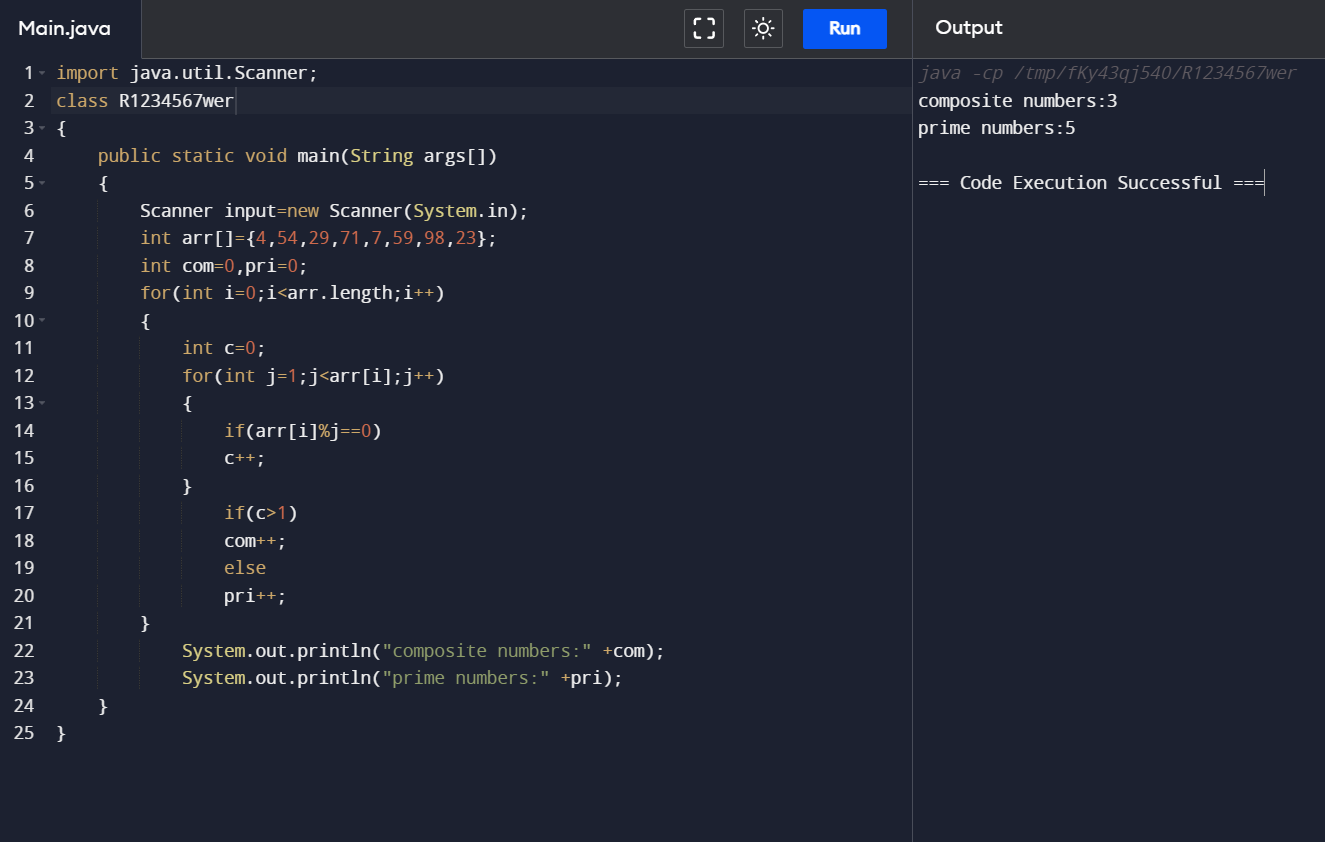 Main.java
Run
Output
1 import java.util.Scanner;
2 class R1234567wer
3 {
4     public static void main(String args[])
5     {
6         Scanner input=new Scanner(System.in);
7         int arr[]={4,54,29,71,7,59,98,23};
8         int com=0,pri=0;
9         for(int i=0;i<arr.length;i++)
10         {
11             int c=0;
12             for(int j=1;j<arr[i];j++)
13             {
14                 if(arr[i]%j==0)
15                 c++;
16             }
17                 if(c>1)
18                 com++;
19                 else
20                 pri++;
21         }
22             System.out.println("composite numbers:" +com);
23             System.out.println("prime numbers:" +pri);
24     }
25 }
java -cp /tmp/fKy43qj540/R1234567wer
composite numbers:3
prime numbers:5
=== Code Execution Successful ===